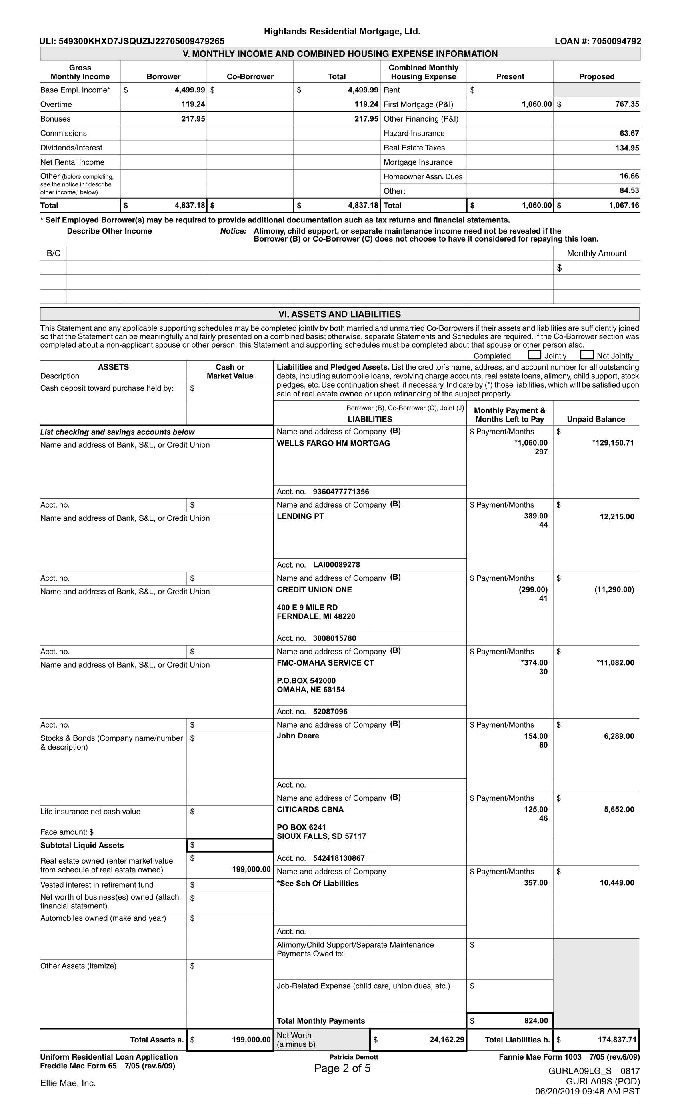 Highlands Residential Mortgage, Ltd.
ULI: 549300KHXD7JSQUZIJ22705009479265 LOAN #: 7050094792
V. MONTHLY INCOME AND COMBINED HOUSING EXPENSE INFORMATION
Gross Monthly Income Borrower Co-Borrower Total Combined Monthly Housing Expense Present Proposed
Base Empl. Income* $ 4,499.99 $ $ 4,499.99 Rent $
Overtime 119.24 119.24 First Mortgage (P&I) 1,060.00 $ 767.35
Bonuses 217.95 217.95 Other Financing (P&I)
Commissions Hazard Insurance 63.67
Dividends/Interest Real Estate Taxes 134.95
Net Rental Income Mortgage Insurance
Other (before completing, see the notice in "describe other income," below) Homeowner Assn. Dues 16.66
Other: 84.53
Total $ 4,837.18 $ $ 4,837.18 Total $ 1,060.00 $ 1,067.16
* Self Employed Borrower(s) may be required to provide additional documentation such as tax returns and financial statements.
Describe Other Income Notice: Alimony, child support, or separate maintenance income need not be revealed if the
Borrower (B) or Co-Borrower (C) does not choose to have it considered for repaying this loan.
B/C Monthly Amount
$
VI. ASSETS AND LIABILITIES
This Statement and any applicable supporting schedules may be completed jointly by both married and unmarried Co-Borrowers if their assets and liabilities are sufficiently joined
so that the Statement can be meaningfully and fairly presented on a combined basis; otherwise, separate Statements and Schedules are required. If the Co-Borrower section was
completed about a non-applicant spouse or other person, this Statement and supporting schedules must be completed about that spouse or other person also.
Completed Jointly Not Jointly
ASSETS
Description
Cash or Market Value
Cash deposit toward purchase held by: $
Liabilities and Pledged Assets. List the creditor's name, address, and account number for all outstanding
debts, including automobile loans, revolving charge accounts, real estate loans, alimony, child support, stock
pledges, etc. Use continuation sheet, if necessary. Indicate by (*) those liabilities, which will be satisfied upon
sale of real estate owned or upon refinancing of the subject property.
Borrower (B), Co-Borrower (C), Joint (J)
LIABILITIES Monthly Payment & Months Left to Pay Unpaid Balance
List checking and savings accounts below Name and address of Company (B) $ Payment/Months $
Name and address of Bank, S&L, or Credit Union WELLS FARGO HM MORTGAG *1,060.00 *129,150.71
297
Acct. no. 9360477771356
Acct. no. $ Name and address of Company (B) $ Payment/Months $
Name and address of Bank, S&L, or Credit Union LENDING PT 389.00 12,215.00
44
Acct. no. LAI00089278
Acct. no. $ Name and address of Company (B) $ Payment/Months $
Name and address of Bank, S&L, or Credit Union CREDIT UNION ONE (299.00) (11,290.00)
41
400 E 9 MILE RD
FERNDALE, MI 48220
Acct. no. 3008015780
Acct. no. $ Name and address of Company (B) $ Payment/Months $
Name and address of Bank, S&L, or Credit Union FMC-OMAHA SERVICE CT *374.00 *11,082.00
30
P.O.BOX 542000
OMAHA, NE 68154
Acct. no. 52087096
Acct. no. $ Name and address of Company (B) $ Payment/Months $
Stocks & Bonds (Company name/number & description) $ John Deere 154.00 6,289.00
60
Acct. no.
Name and address of Company (B) $ Payment/Months $
Life insurance net cash value $ CITICARDS CBNA 125.00 5,652.00
46
Face amount: $ PO BOX 6241
SIOUX FALLS, SD 57117
Subtotal Liquid Assets $
Acct. no. 542418130867
Real estate owned (enter market value from schedule of real estate owned) $ 199,000.00 Name and address of Company $ Payment/Months $
Vested interest in retirement fund $ *See Sch Of Liabilities 357.00 10,449.00
Net worth of business(es) owned (attach financial statement) $
Automobiles owned (make and year) $
Acct. no.
Alimony/Child Support/Separate Maintenance Payments Owed to: $
Other Assets (itemize) $
Job-Related Expense (child care, union dues, etc.) $
Total Monthly Payments $ 824.00
Total Assets a. $ 199,000.00 Net Worth (a minus b) $ 24,162.29 Total Liabilities b. $ 174,837.71
Uniform Residential Loan Application Patricia Demott Fannie Mae Form 1003 7/05 (rev.6/09)
Freddie Mac Form 65 7/05 (rev.6/09) Page 2 of 5
GURLA09LG_S 0817
Ellie Mae, Inc. GURLA09S (POD)
06/20/2019 09:46 AM PST